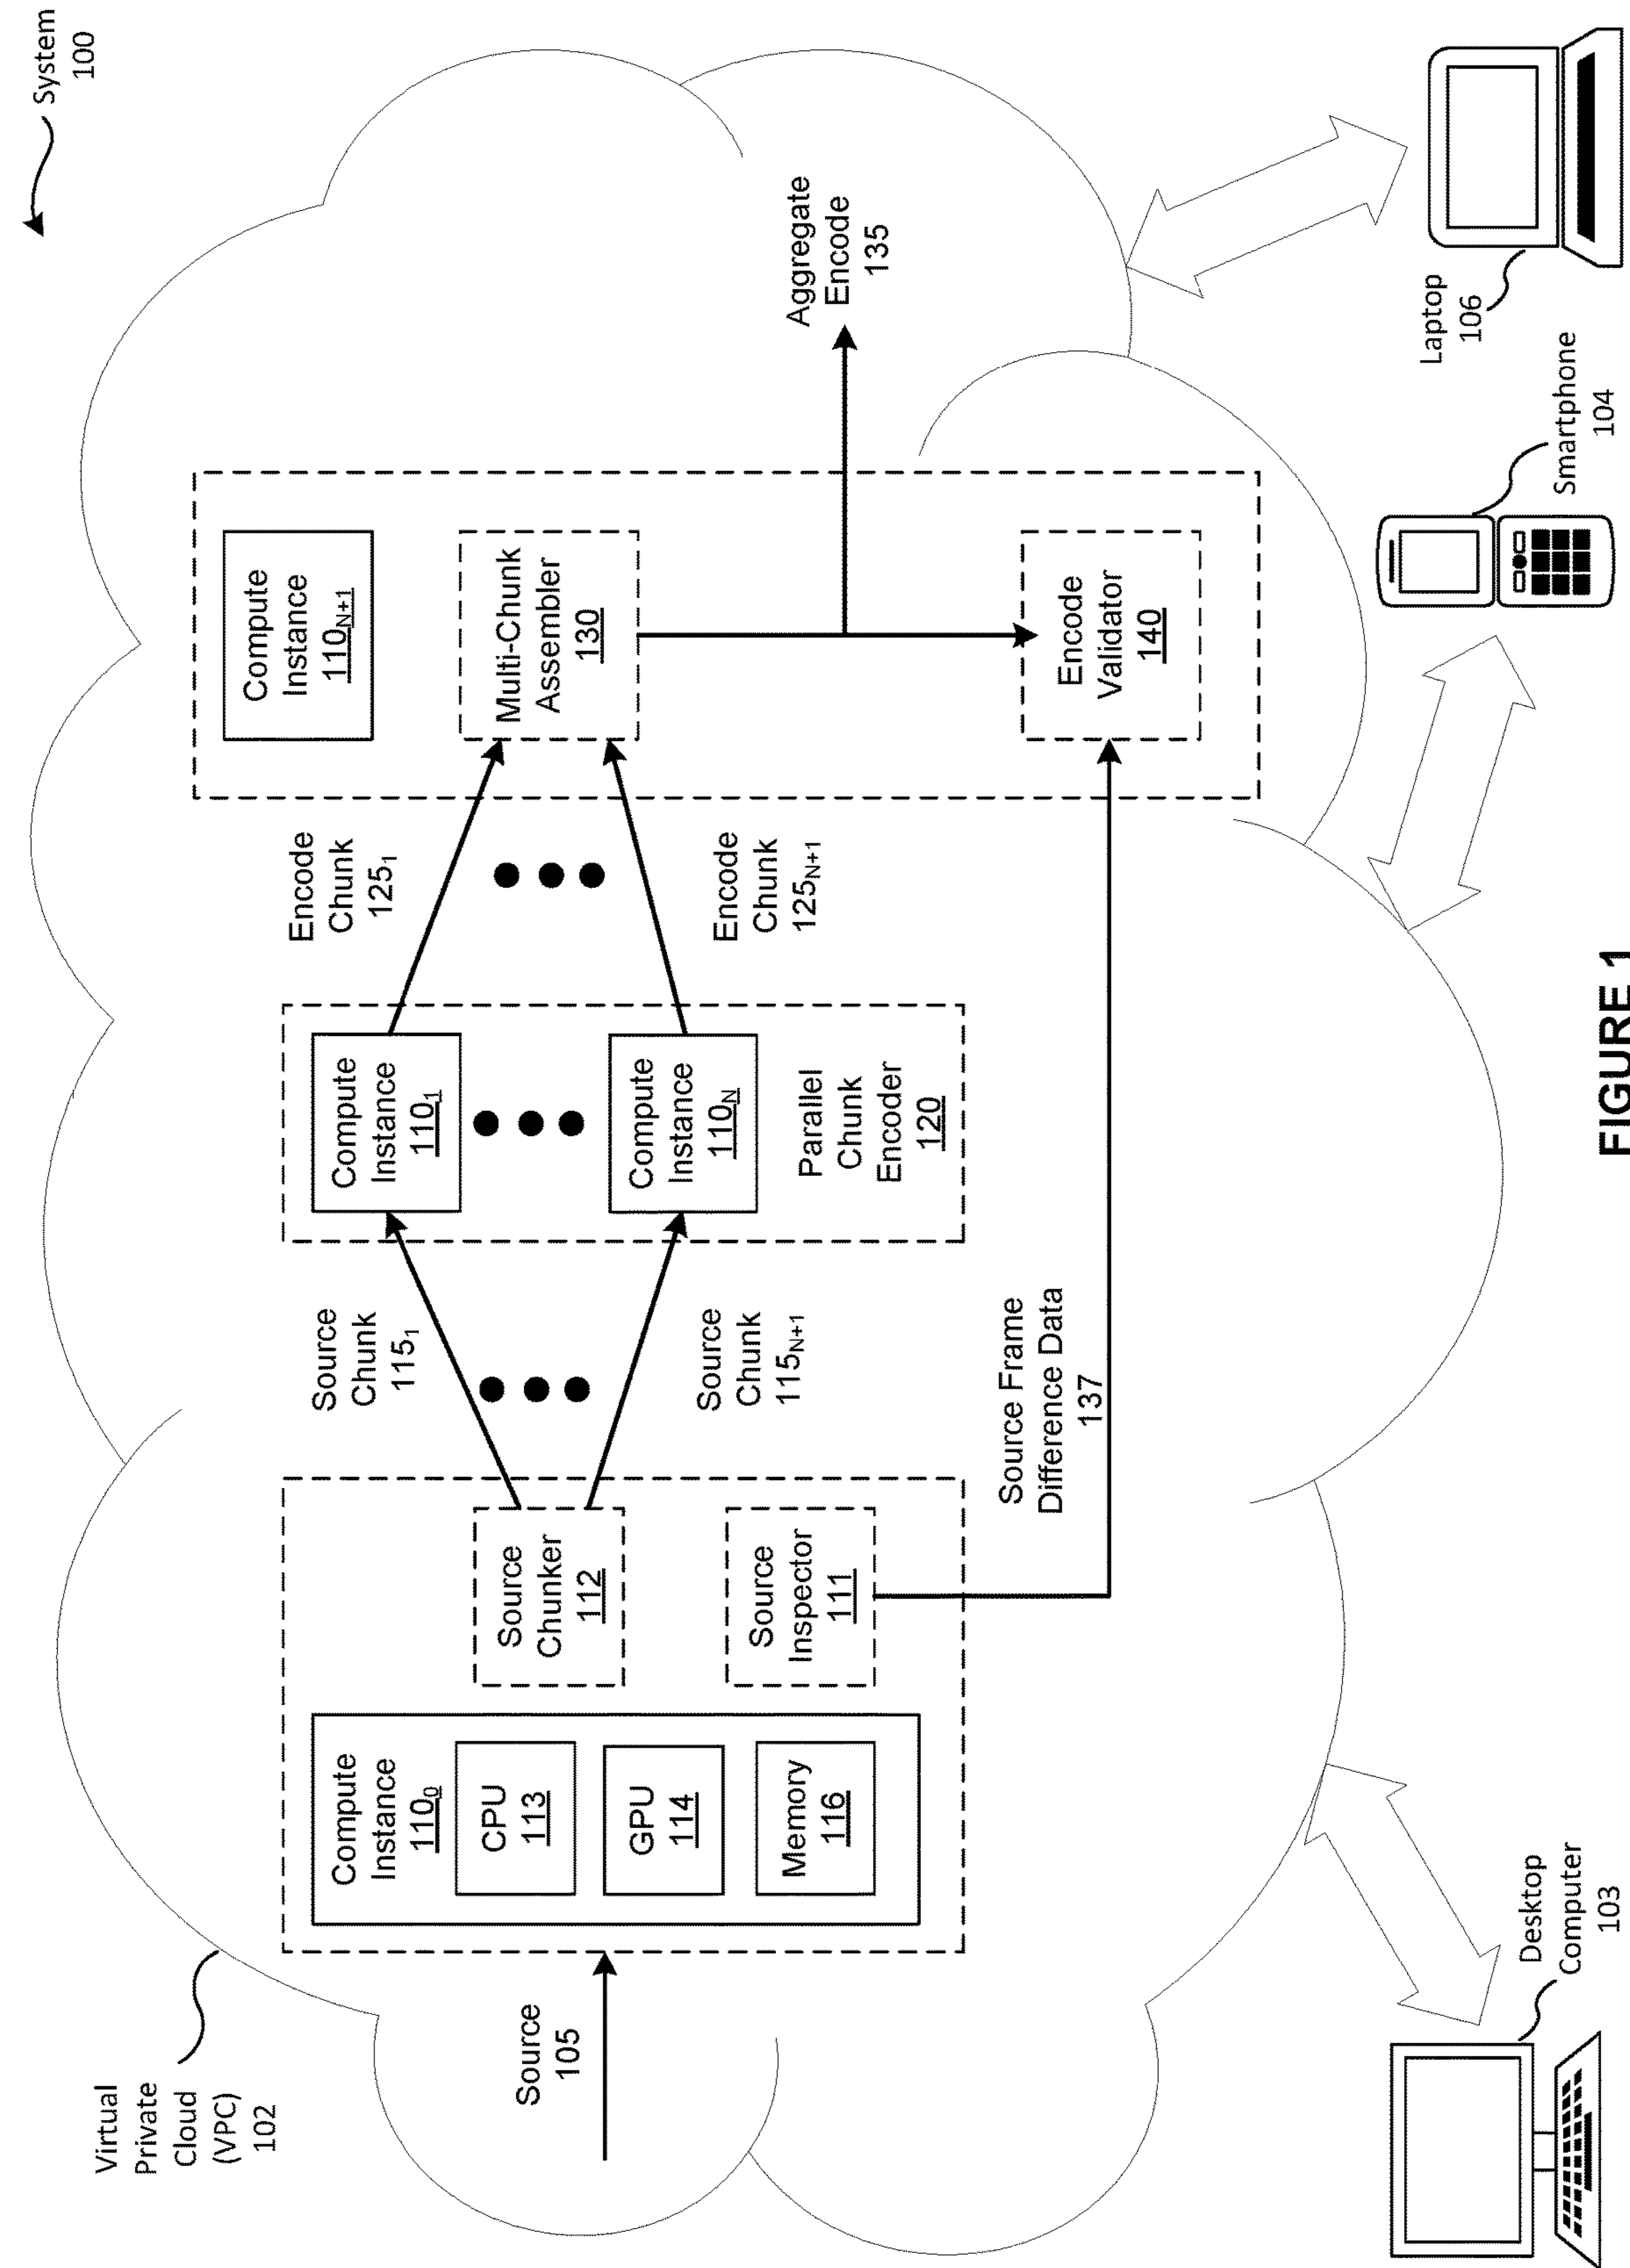 System
100
Virtual
Private
Cloud
(VPC)
102
Source
105
Compute
Instance
110₀
CPU
113
GPU
114
Memory
116
Source
Chunker
112
Source
Inspector
111
Source
Chunk
115₁
Source
Chunk
115N+1
Source Frame
Difference Data
137
Compute
Instance
110₁
Compute
Instance
110N
Parallel
Chunk
Encoder
120
Encode
Chunk
125₁
Encode
Chunk
125N+1
Compute
Instance
110N+1
Multi-Chunk
Assembler
130
Encode
Validator
140
Aggregate
Encode
135
Desktop
Computer
103
Smartphone
104
Laptop
106
FIGURE 1